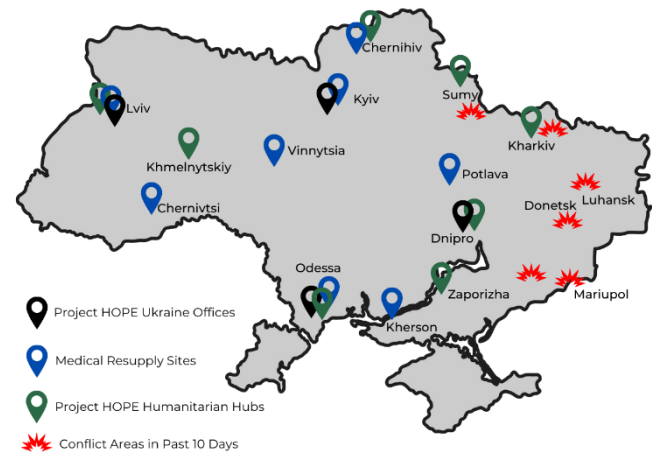 Chernihiv
Sumy
Lviv
Kyiv
Kharkiv
Khmelnytskiy
Vinnytsia
Potlava
Luhansk
Chernivtsi
Donetsk
Dnipro
Odessa
Zaporizha
Mariupol
Kherson
Project HOPE Ukraine Offices
Medical Resupply Sites
Project HOPE Humanitarian Hubs
Conflict Areas in Past 10 Days